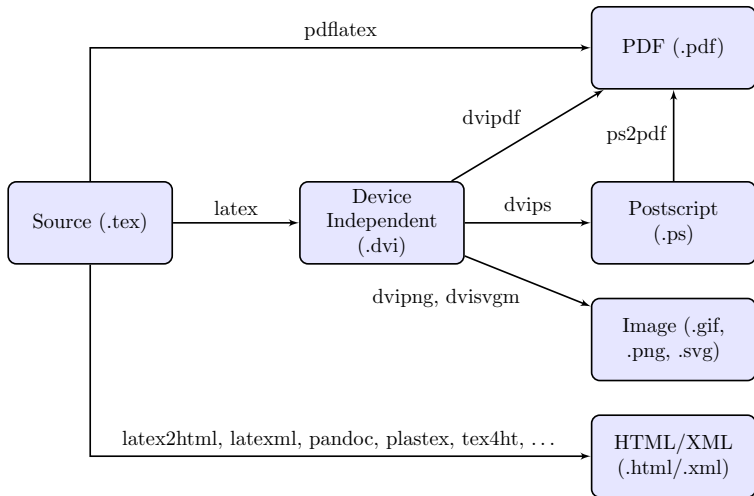 pdflatex
PDF (.pdf)
dvipdf
ps2pdf
Source (.tex)
latex
Device
Independent
(.dvi)
dvips
Postscript
(.ps)
dvipng, dvisvgm
Image (.gif,
.png, .svg)
latex2html, latexml, pandoc, plastex, tex4ht, ...
HTML/XML
(.html/.xml)